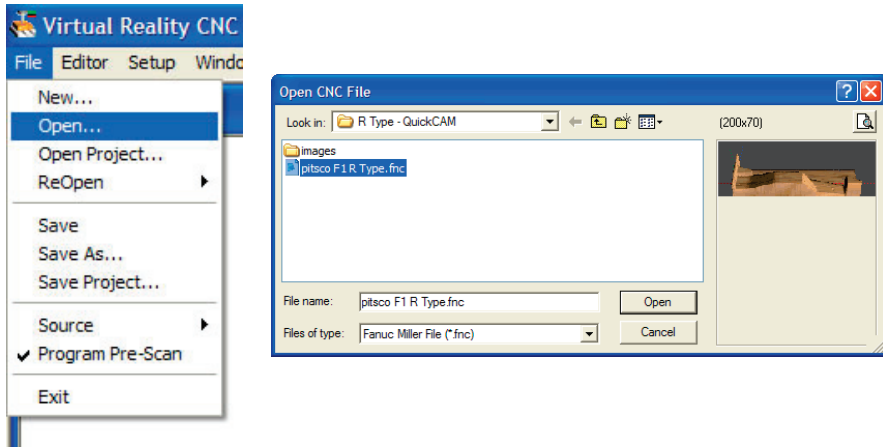 Virtual Reality CNC
File Editor Setup
New...
Open...
Open Project...
ReOpen
Save
Save As...
Save Project...
Source
Program Pre-Scan
Exit
Open CNC File
Look in: R Type - QuickCAM
(200x70)
images
pitsco F1 R Type.fnc
File name: pitsco F1 R Type.fnc Open
Files of type: Fanuc Miller File (*.fnc) Cancel